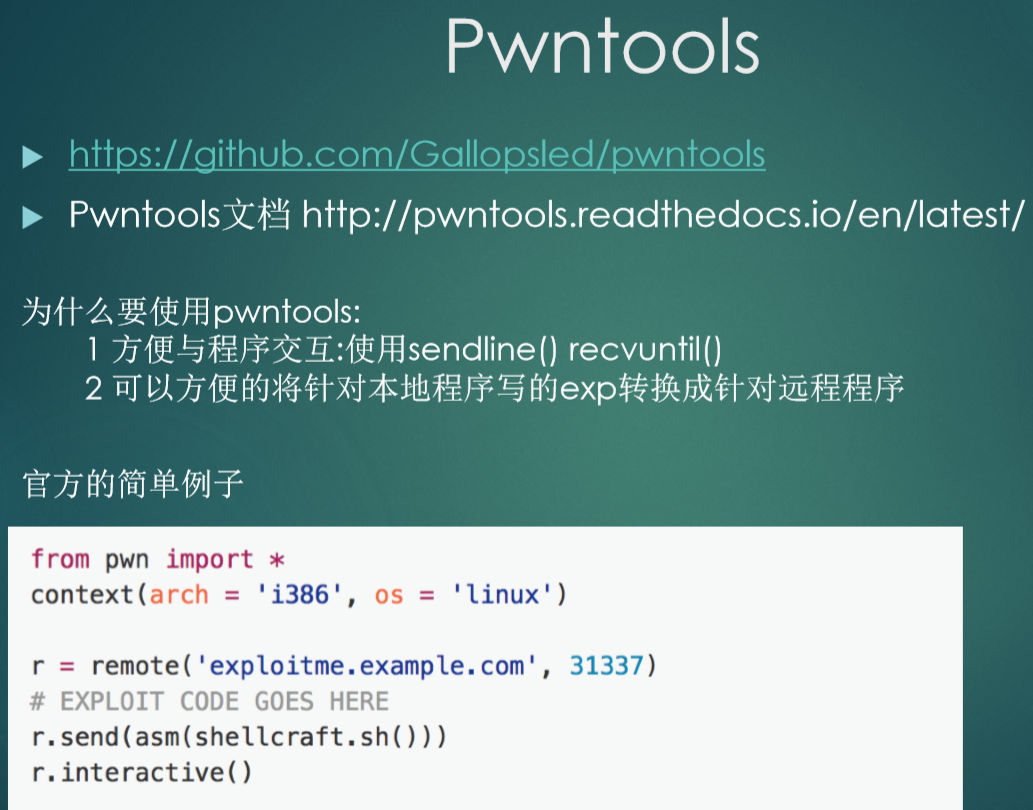 Pwntools
https://github.com/Gallopsled/pwntools
Pwntools文档 http://pwntools.readthedocs.io/en/latest/
为什么要使用pwntools:
1 方便与程序交互:使用sendline() recvuntil()
2 可以方便的将针对本地程序写的exp转换成针对远程程序
官方的简单例子
from pwn import *
context(arch = 'i386', os = 'linux')
r = remote('exploitme.example.com', 31337)
# EXPLOIT CODE GOES HERE
r.send(asm(shellcraft.sh()))
r.interactive()